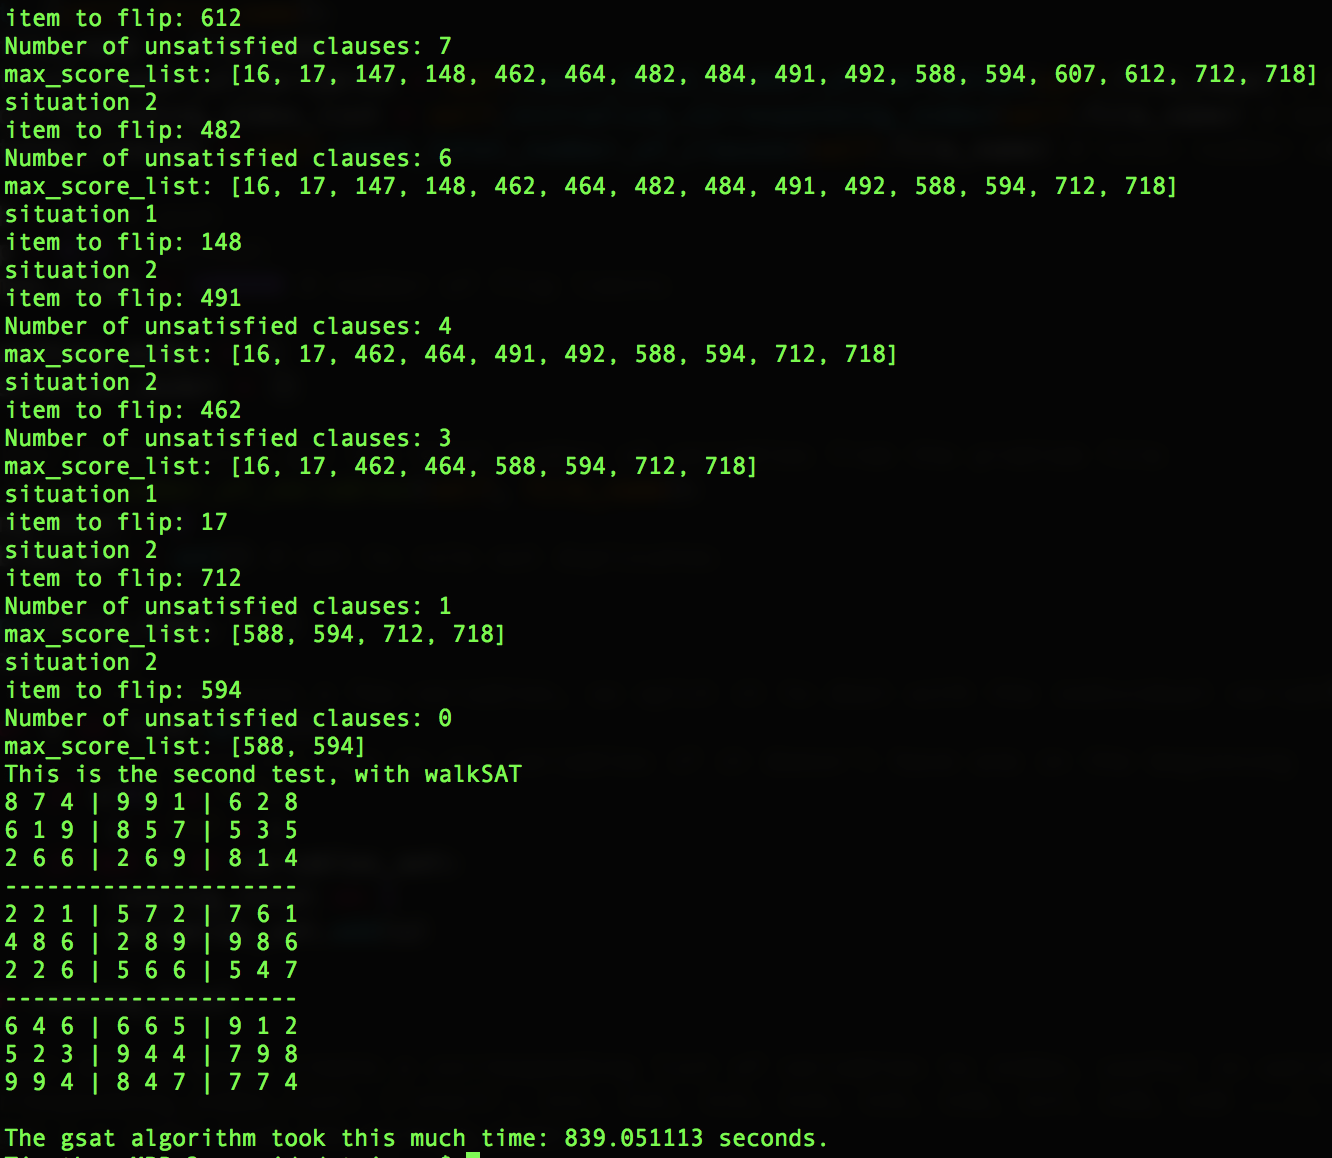 item to flip: 612
Number of unsatisfied clauses: 7
max_score_list: [16, 17, 147, 148, 462, 464, 482, 484, 491, 492, 588, 594, 607, 612, 712, 718]
situation 2
item to flip: 482
Number of unsatisfied clauses: 6
max_score_list: [16, 17, 147, 148, 462, 464, 482, 484, 491, 492, 588, 594, 712, 718]
situation 1
item to flip: 148
situation 2
item to flip: 491
Number of unsatisfied clauses: 4
max_score_list: [16, 17, 462, 464, 491, 492, 588, 594, 712, 718]
situation 2
item to flip: 462
Number of unsatisfied clauses: 3
max_score_list: [16, 17, 462, 464, 588, 594, 712, 718]
situation 1
item to flip: 17
situation 2
item to flip: 712
Number of unsatisfied clauses: 1
max_score_list: [588, 594, 712, 718]
situation 2
item to flip: 594
Number of unsatisfied clauses: 0
max_score_list: [588, 594]
This is the second test, with walkSAT
8 7 4 | 9 9 1 | 6 2 8
6 1 9 | 8 5 7 | 5 3 5
2 6 6 | 2 6 9 | 8 1 4
---------------------
2 2 1 | 5 7 2 | 7 6 1
4 8 6 | 2 8 9 | 9 8 6
2 2 6 | 5 6 6 | 5 4 7
---------------------
6 4 6 | 6 6 5 | 9 1 2
5 2 3 | 9 4 4 | 7 9 8
9 9 4 | 8 4 7 | 7 7 4
The gsat algorithm took this much time: 839.051113 seconds.